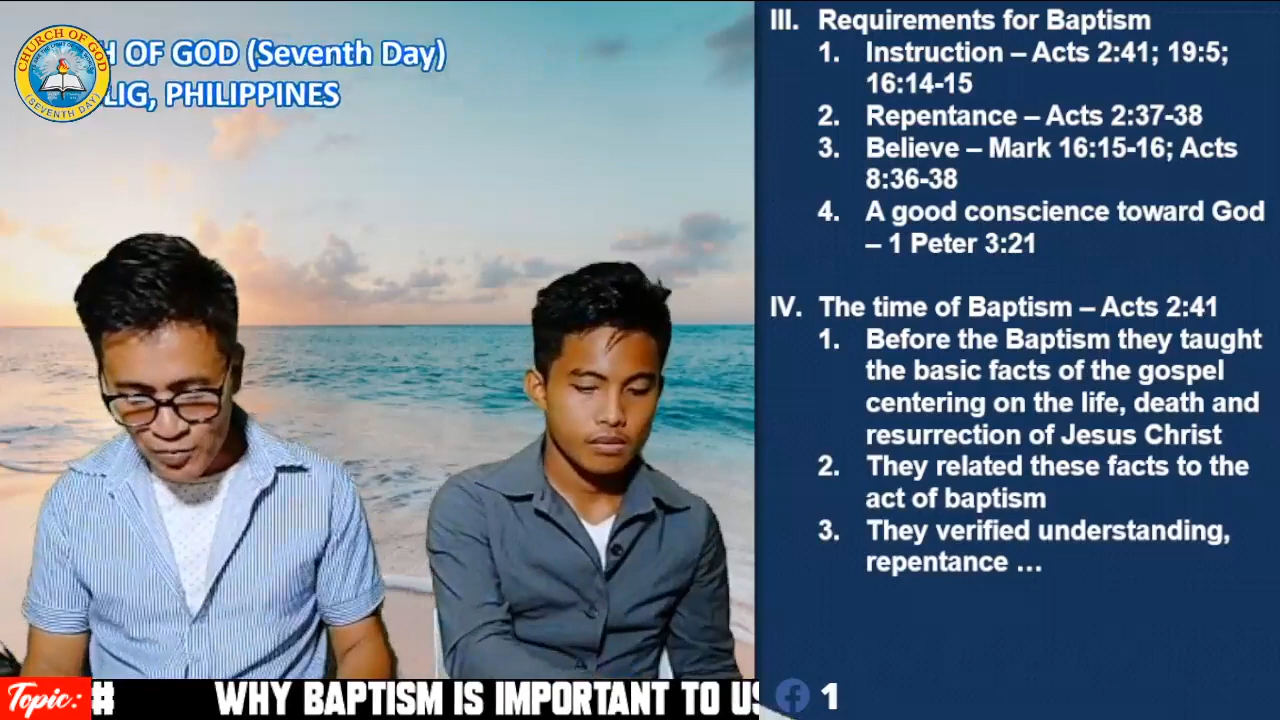 CHURCH OF GOD
(SEVENTH DAY)
H OF GOD (Seventh Day)
LIG, PHILIPPINES
III. Requirements for Baptism
1. Instruction – Acts 2:41; 19:5;
16:14-15
2. Repentance – Acts 2:37-38
3. Believe – Mark 16:15-16; Acts
8:36-38
4. A good conscience toward God
– 1 Peter 3:21
IV. The time of Baptism – Acts 2:41
1. Before the Baptism they taught
the basic facts of the gospel
centering on the life, death and
resurrection of Jesus Christ
2. They related these facts to the
act of baptism
3. They verified understanding,
repentance ...
Topic: # WHY BAPTISM IS IMPORTANT TO US
1